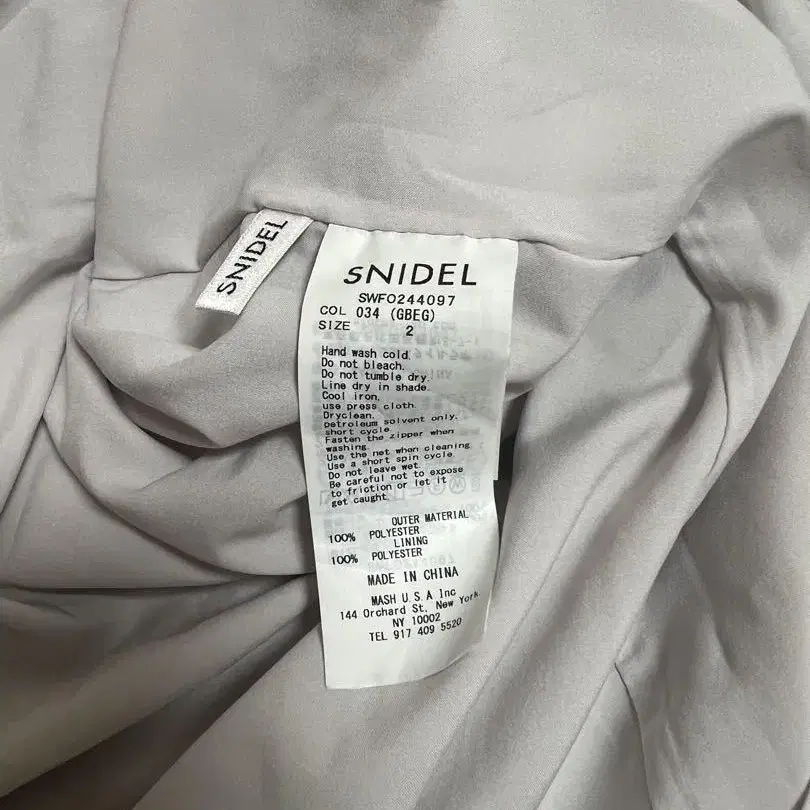 SNIDEL
SNIDEL
SWFO244097
COL 034 (GBEG)
SIZE 2
Hand wash cold.
Do not bleach.
Do not tumble dry.
Line dry in shade.
Cool iron.
use press cloth.
Dryclean.
petroleum solvent only.
short cycle.
Fasten the zipper when
washing.
Use the net when cleaning
Use a short spin cycle.
Do not leave wet.
Be careful not to expose
to friction or let it
get caught.
OUTER MATERIAL
100% POLYESTER
LINING
100% POLYESTER
MADE IN CHINA
MASH U.S.A Inc
144 Orchard St, New York,
NY 10002
TEL 917 409 5520